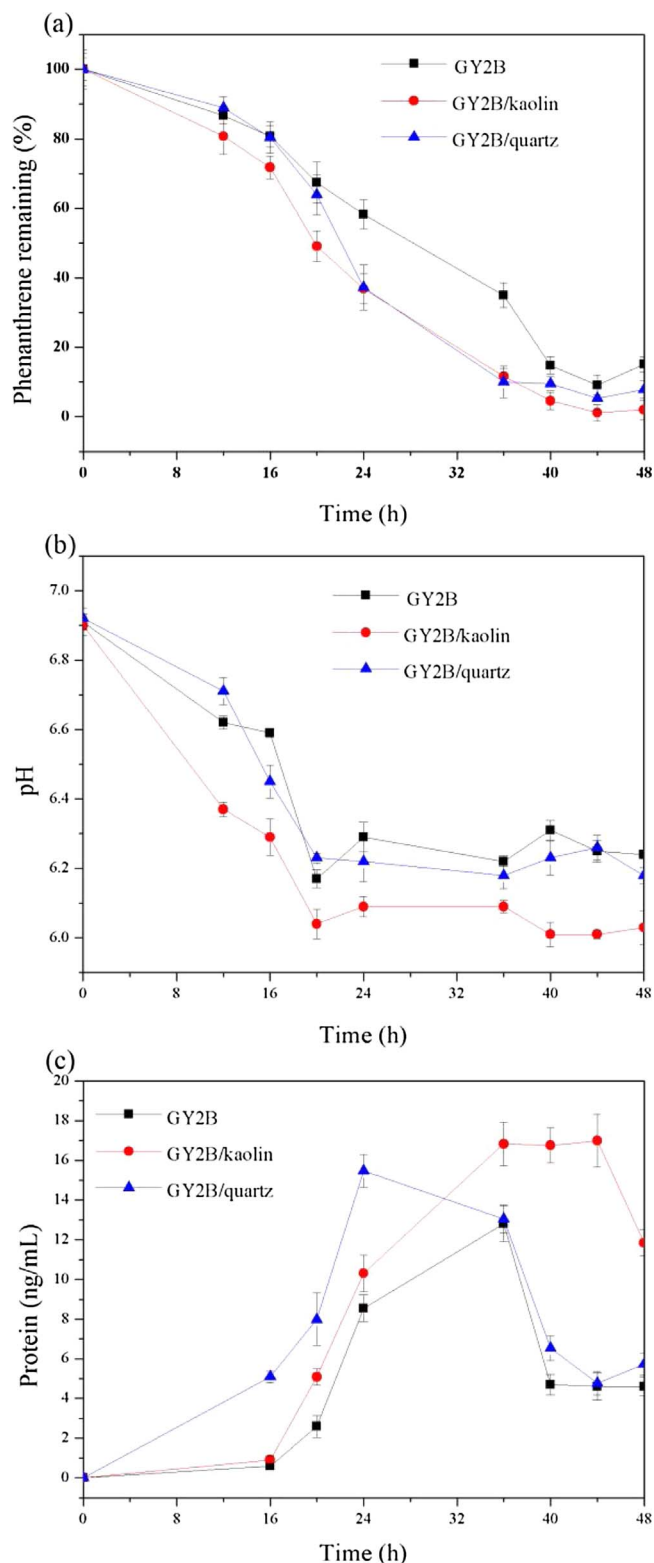 (a)
100
80
60
40
20
0
Phenanthrene remaining (%)
GY2B
GY2B/kaolin
GY2B/quartz
0 8 16 24 32 40 48
Time (h)
(b)
7.0
6.8
6.6
6.4
6.2
6.0
pH
GY2B
GY2B/kaolin
GY2B/quartz
0 8 16 24 32 40 48
Time (h)
(c)
20
18
16
14
12
10
8
6
4
2
0
Protein (ng/mL)
GY2B
GY2B/kaolin
GY2B/quartz
0 8 16 24 32 40 48
Time (h)